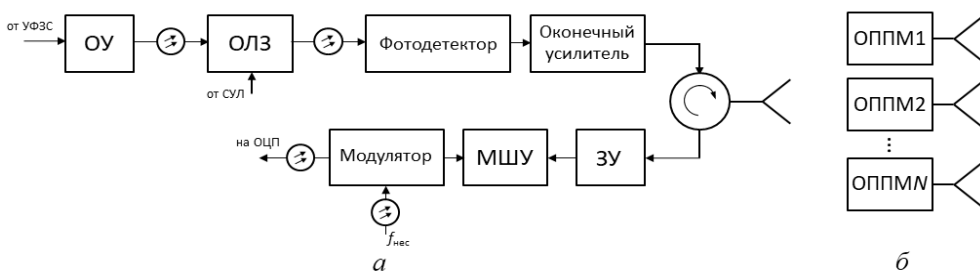 от УФЗС
ОУ
ОЛЗ
от СУЛ
Фотодетектор
Оконечный
усилитель
на ОЦП
Модулятор
МШУ
ЗУ
fнес
а
ОППМ1
ОППМ2
...
ОППМN
б